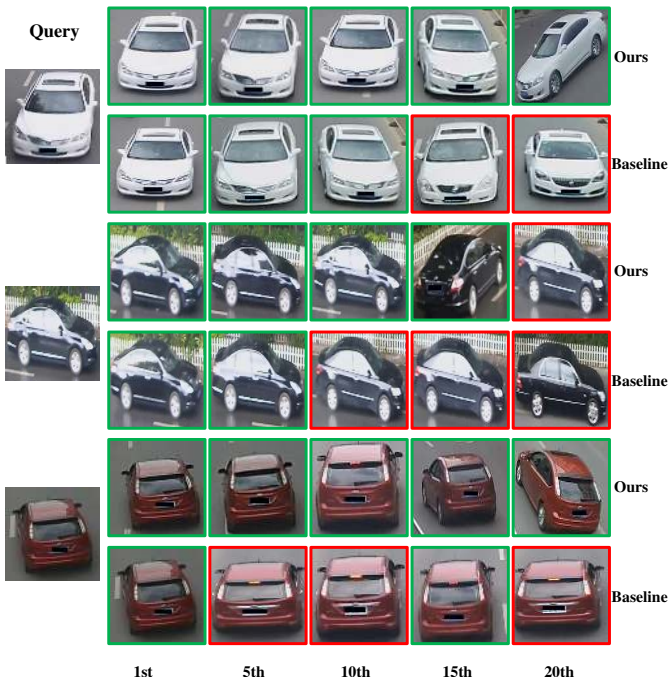 Query
Ours
Baseline
Ours
Baseline
Ours
Baseline
1st 5th 10th 15th 20th